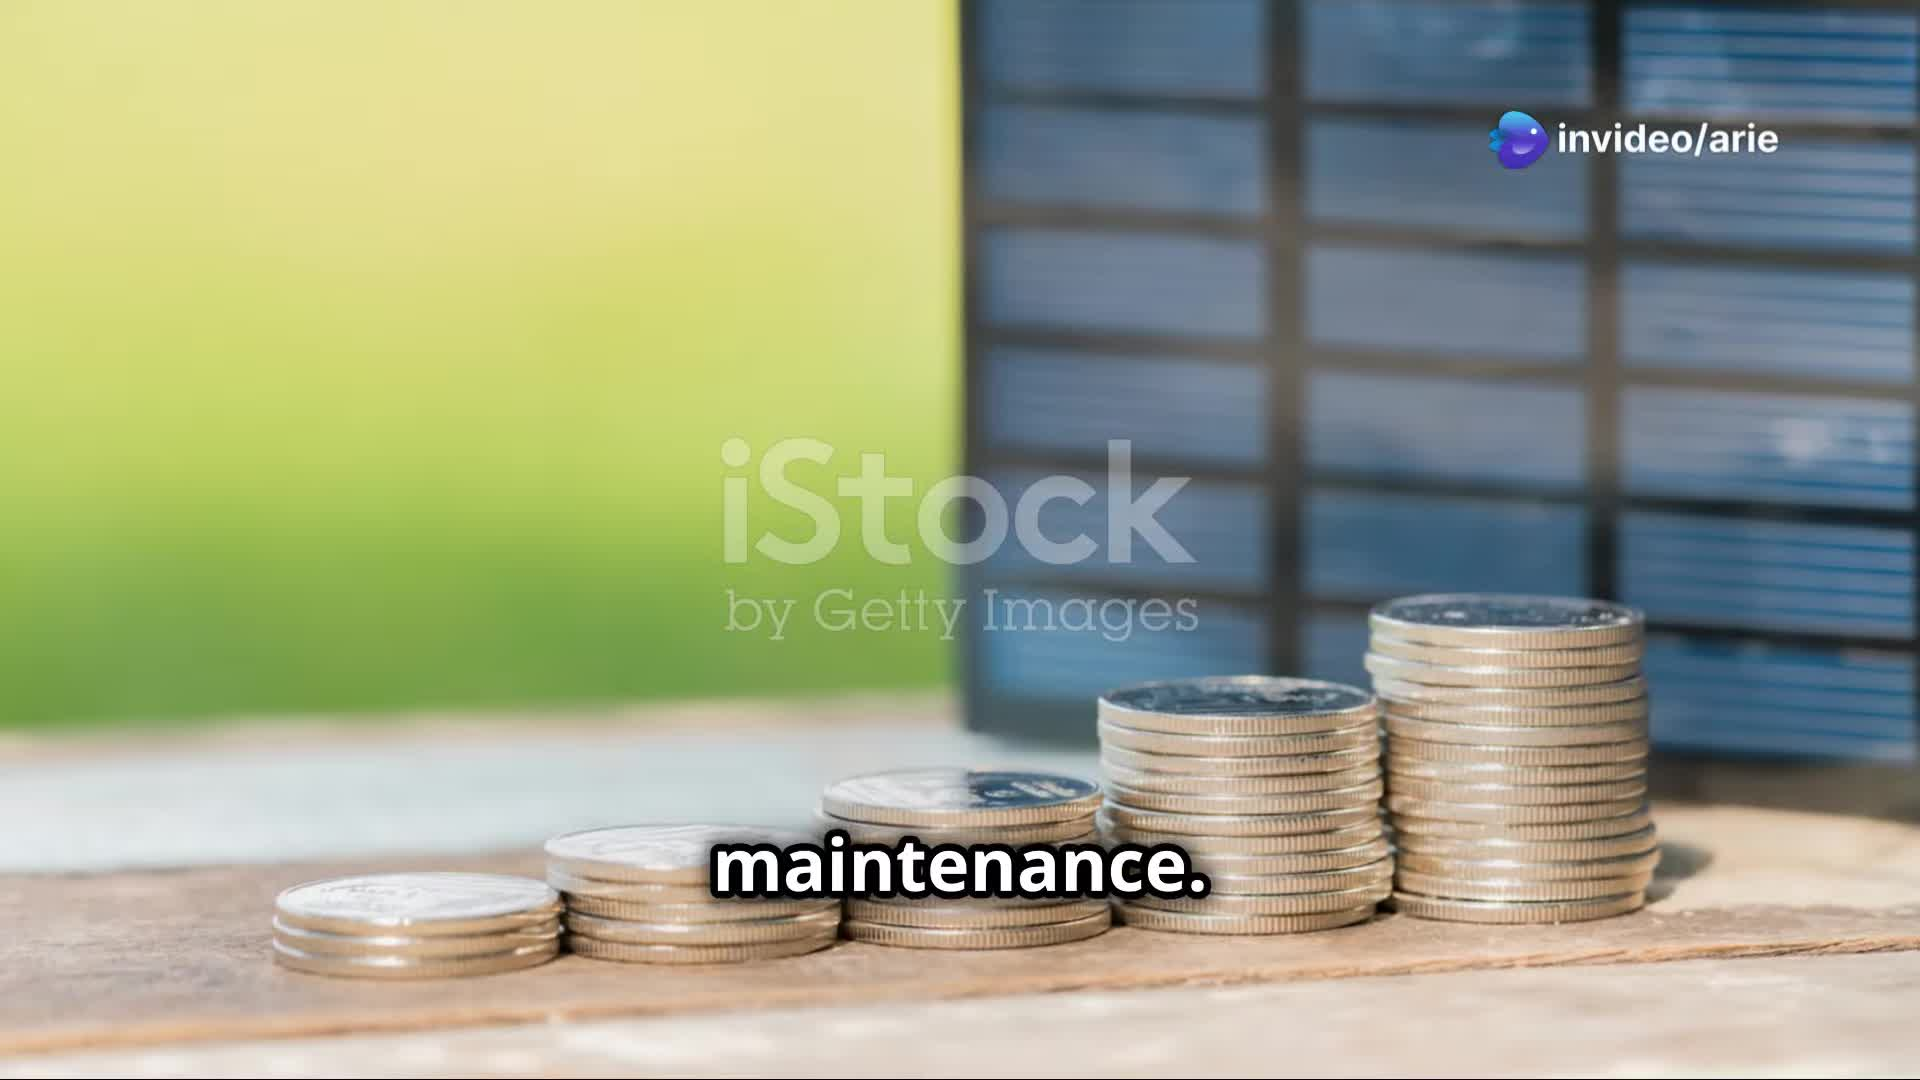 invideo/arie
iStock
by Getty Images
maintenance.